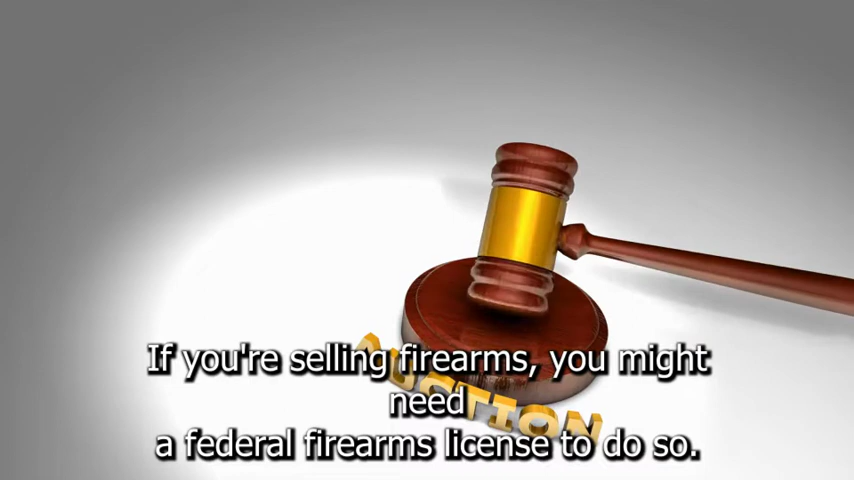 If you're selling firearms, you might
need
a federal firearms license to do so.
AUCTION